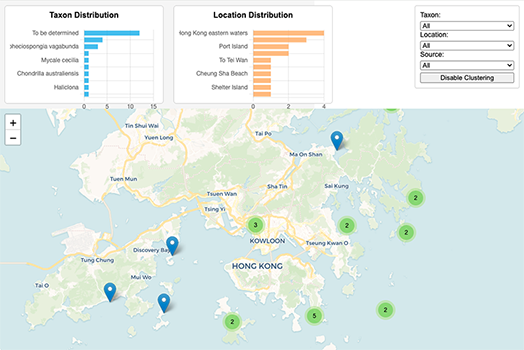 Taxon Distribution
To be determined
oheciospongia vagabunda
Mycale cecilia
Chondrilla australiensis
Haliclona
0 5 10 15
Location Distribution
Hong Kong eastern waters
Port Island
To Tei Wan
Cheung Sha Beach
Shelter Island
0 2 4
Taxon:
All
Location:
All
Source:
All
Disable Clustering
+
−
Tin Shui Wai
Yuen Long
Tai Po
Ma On Shan
Tuen Mun
Tsuen Wan
Sha Tin
Sai Kung
2
Tsing Yi
3
2
2
KOWLOON
Tseung Kwan O
Discovery Bay
Tung Chung
HONG KONG
Mui Wo
Tai O
2
5
2